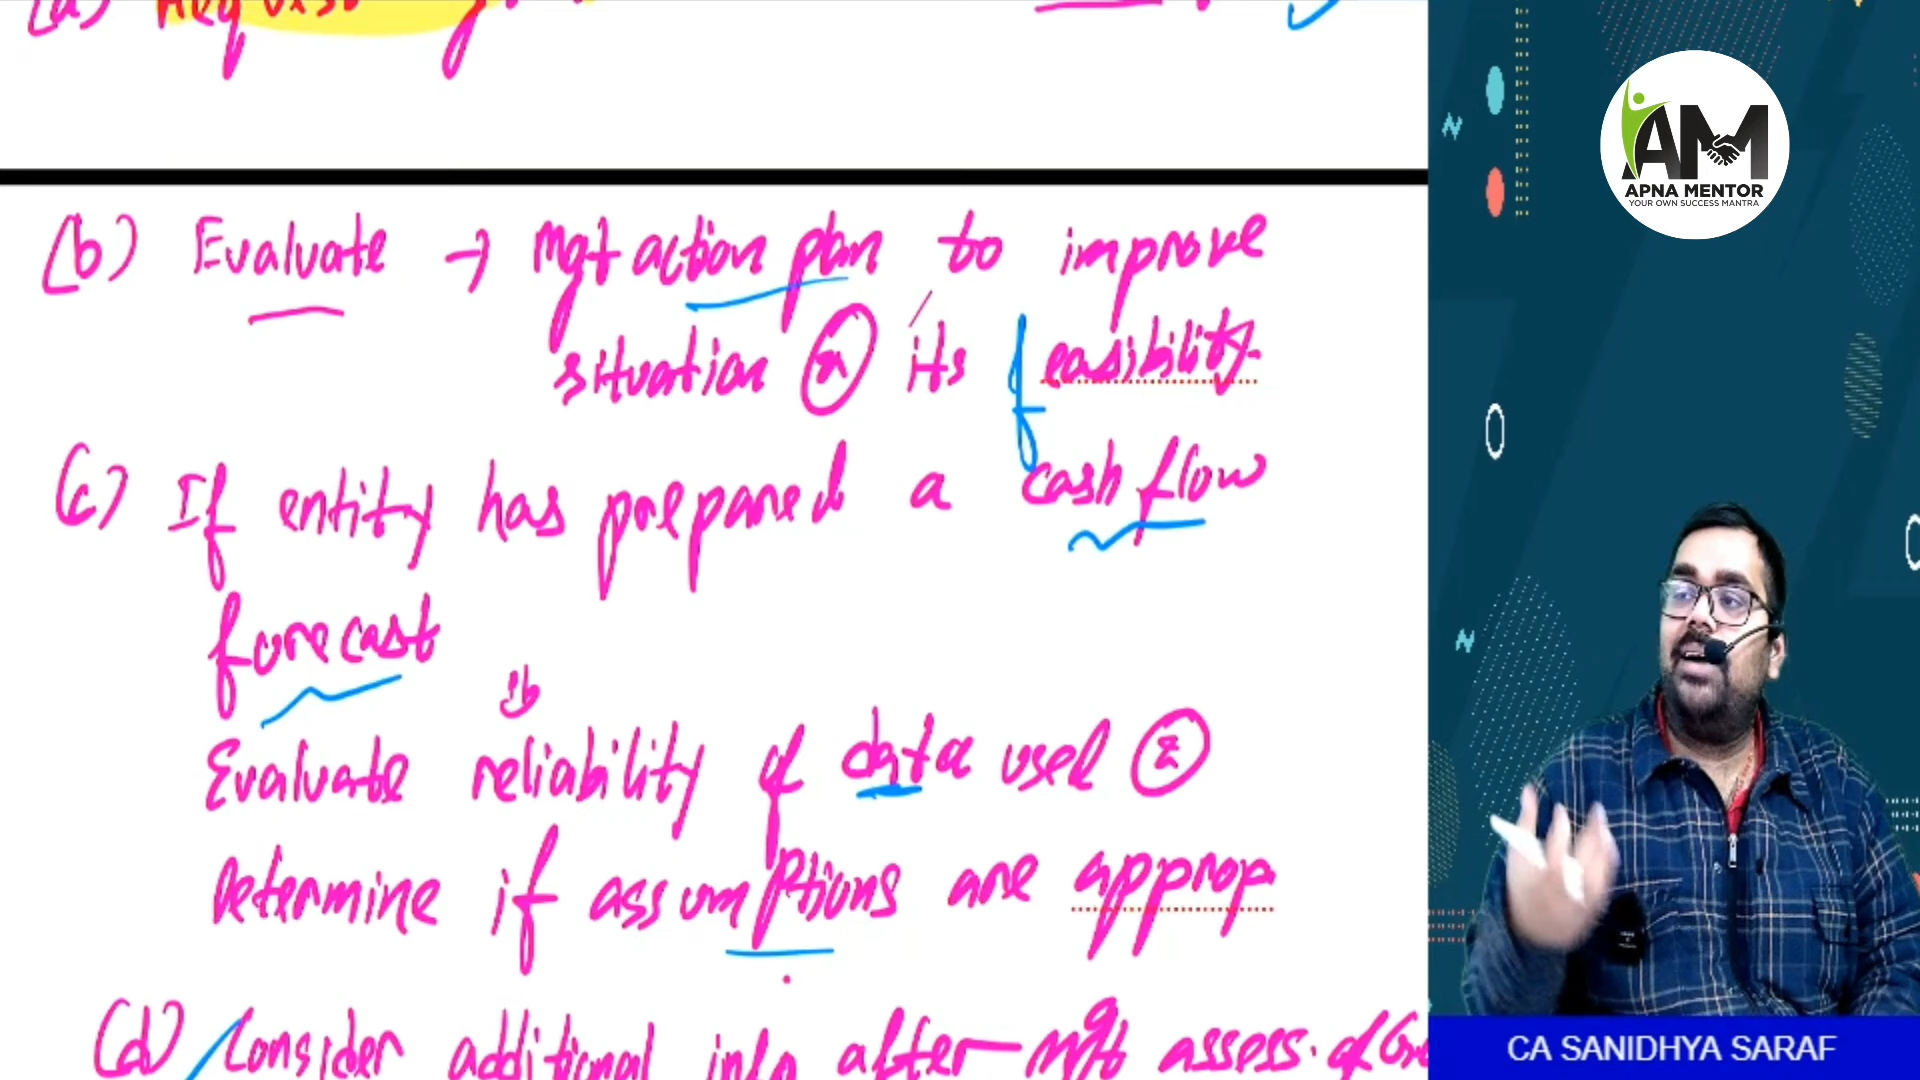 (a)
(b) Evaluate → Mgt action plan to improve
situation & its feasibility.
(c) If entity has prepared a cash flow
forecast
Evaluate reliability of data used &
Determine if assumptions are approp.
(d) Consider additional info after mgt assess. of
AM
APNA MENTOR
YOUR OWN SUCCESS MANTRA
CA SANIDHYA SARAF